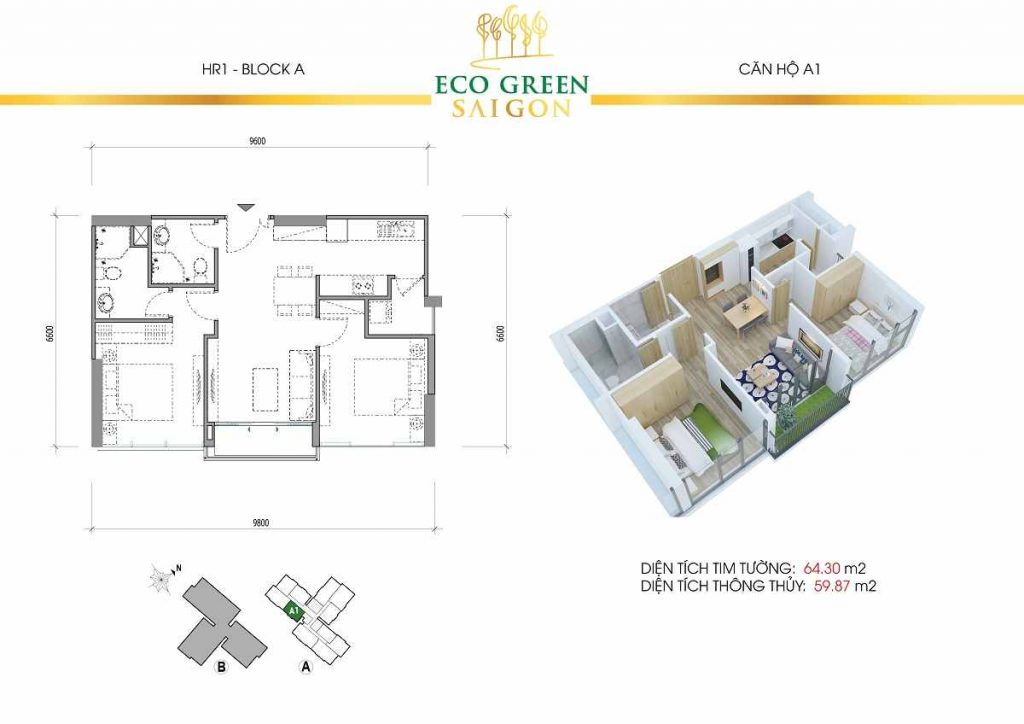 HR1 - BLOCK A
ECO GREEN
SAIGON
CĂN HỘ A1
9600
6600
6600
9800
N
B
A1
A
DIỆN TÍCH TIM TƯỜNG: 64.30 m2
DIỆN TÍCH THÔNG THỦY: 59.87 m2